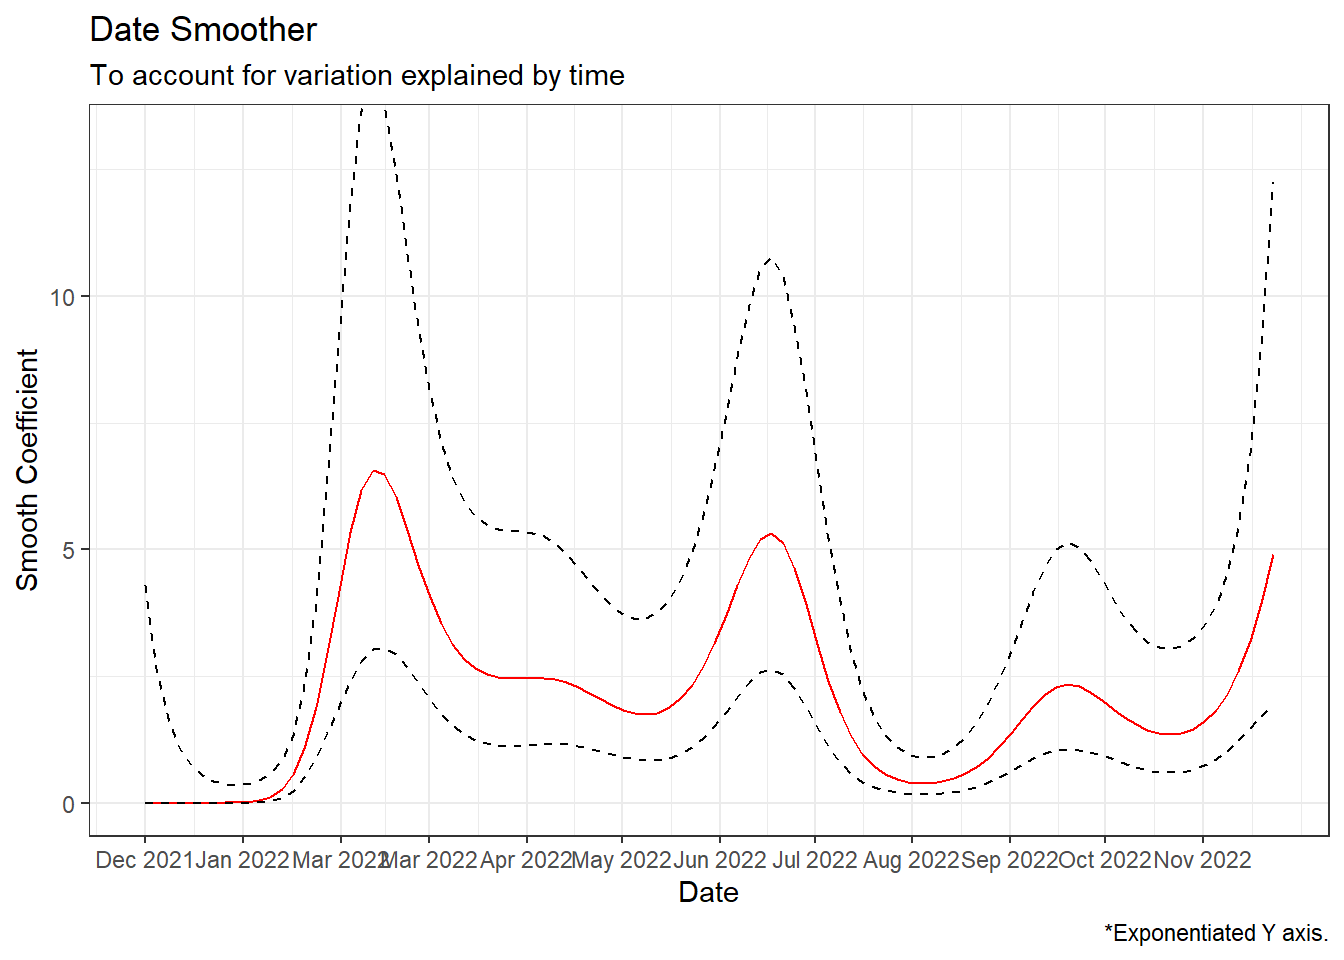 Date Smoother
To account for variation explained by time
10
5
0
Smooth Coefficient
Dec 2021 Jan 2022 Mar 2022 Mar 2022 Apr 2022 May 2022 Jun 2022 Jul 2022 Aug 2022 Sep 2022 Oct 2022 Nov 2022
Date
*Exponentiated Y axis.